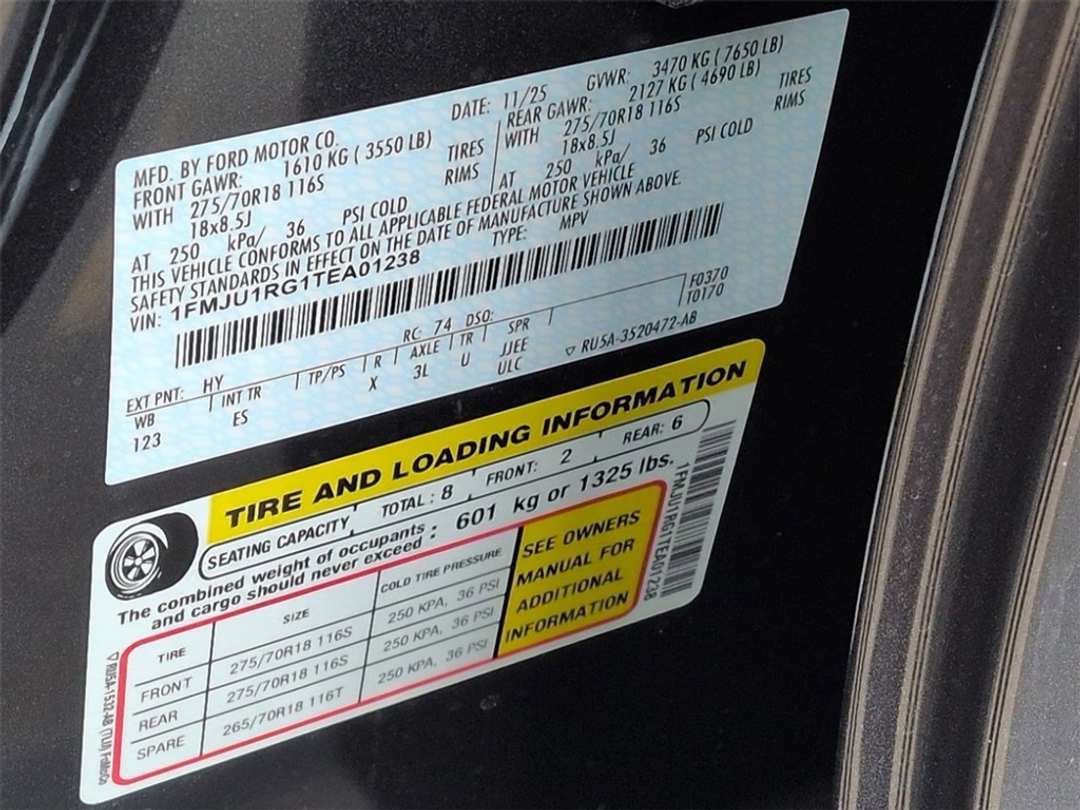 MFD. BY FORD MOTOR CO.
DATE: 11/25 GVWR: 3470 KG ( 7650 LB)
FRONT GAWR: 1610 KG ( 3550 LB)
REAR GAWR: 2127 KG ( 4690 LB)
WITH 275/70R18 116S TIRES
WITH 275/70R18 116S TIRES
18x8.5J RIMS
18x8.5J RIMS
AT 250 kPa/ 36 PSI COLD
AT 250 kPa/ 36 PSI COLD
THIS VEHICLE CONFORMS TO ALL APPLICABLE FEDERAL MOTOR VEHICLE
SAFETY STANDARDS IN EFFECT ON THE DATE OF MANUFACTURE SHOWN ABOVE.
VIN: 1FMJU1RG1TEA01238 TYPE: MPV
F0370
T0170
EXT PNT: HY RC: 74 DSO:
WB INT TR TP/PS R AXLE TR SPR
123 ES X 3L U JJEE
ULC
RU5A-3520472-AB
TIRE AND LOADING INFORMATION
SEATING CAPACITY, TOTAL : 8 , FRONT: 2 , REAR: 6
The combined weight of occupants
and cargo should never exceed : 601 kg or 1325 lbs.
TIRE SIZE COLD TIRE PRESSURE
FRONT 275/70R18 116S 250 KPA, 36 PSI
REAR 275/70R18 116S 250 KPA, 36 PSI
SPARE 265/70R18 116T 250 KPA, 36 PSI
SEE OWNERS
MANUAL FOR
ADDITIONAL
INFORMATION
1FMJU1RG1TEA01238
RU5A-1532-AB